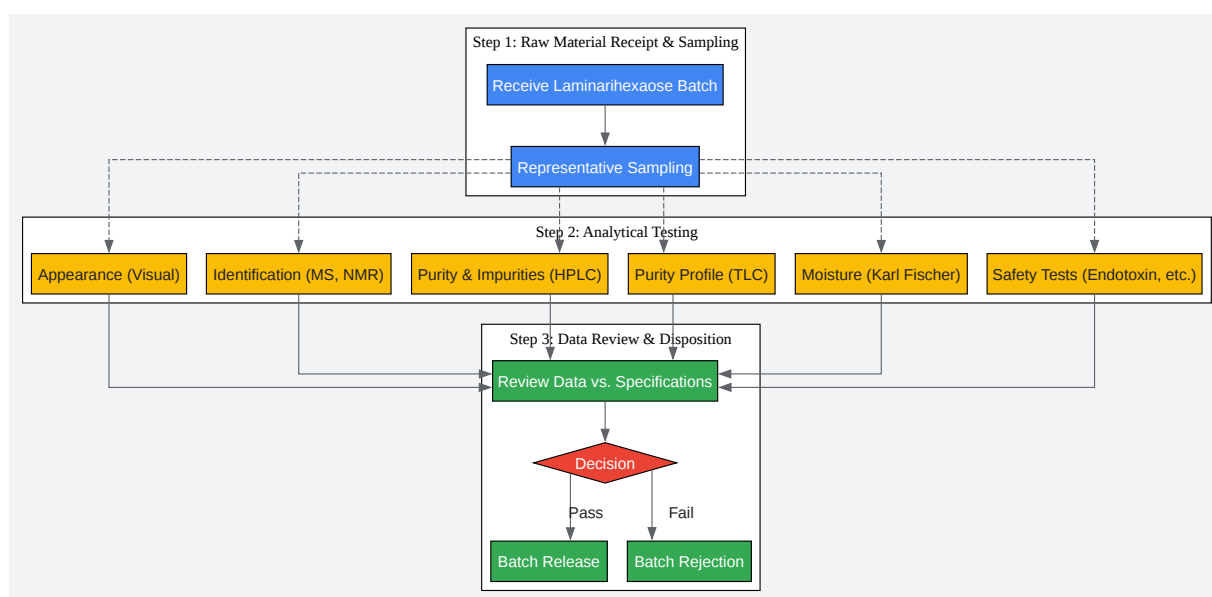 Step 1: Raw Material Receipt & Sampling
Receive Laminarihexaose Batch
Representative Sampling
Step 2: Analytical Testing
Appearance (Visual)
Identification (MS, NMR)
Purity & Impurities (HPLC)
Purity Profile (TLC)
Moisture (Karl Fischer)
Safety Tests (Endotoxin, etc.)
Step 3: Data Review & Disposition
Review Data vs. Specifications
Decision
Pass
Fail
Batch Release
Batch Rejection